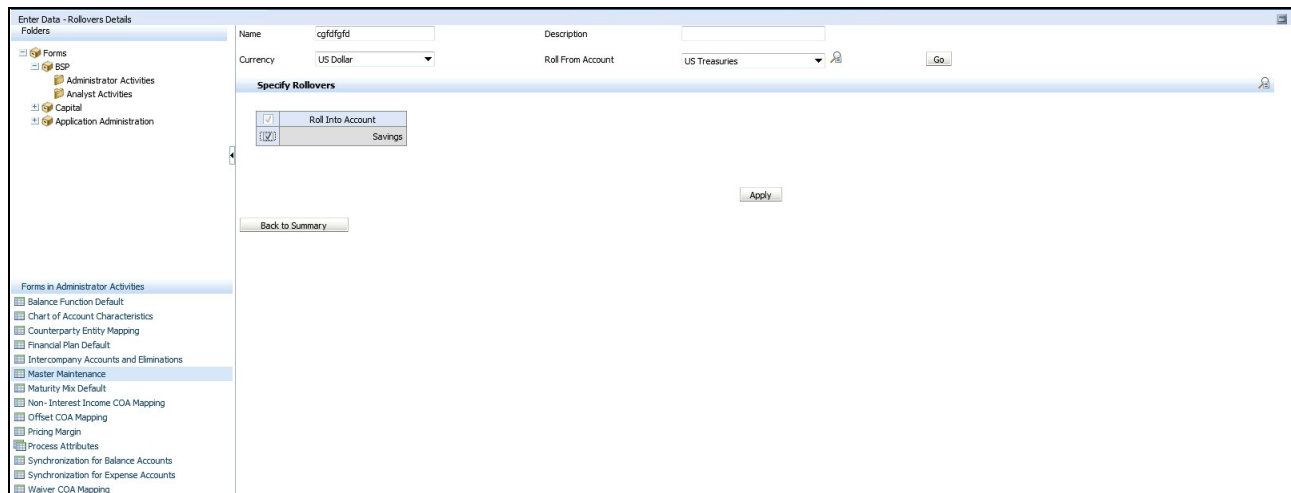 Enter Data - Rollovers Details
Folders
Forms
BSP
Administrator Activities
Analyst Activities
Capital
Application Administration
Name cgfdfgfd Description
Currency US Dollar Roll From Account US Treasuries Go
Specify Rollovers
Roll Into Account
Savings
Apply
Back to Summary
Forms in Administrator Activities
Balance Function Default
Chart of Account Characteristics
Counterparty Entity Mapping
Financial Plan Default
Intercompany Accounts and Eliminations
Master Maintenance
Maturity Mix Default
Non- Interest Income COA Mapping
Offset COA Mapping
Pricing Margin
Process Attributes
Synchronization for Balance Accounts
Synchronization for Expense Accounts
Waiver COA Mapping